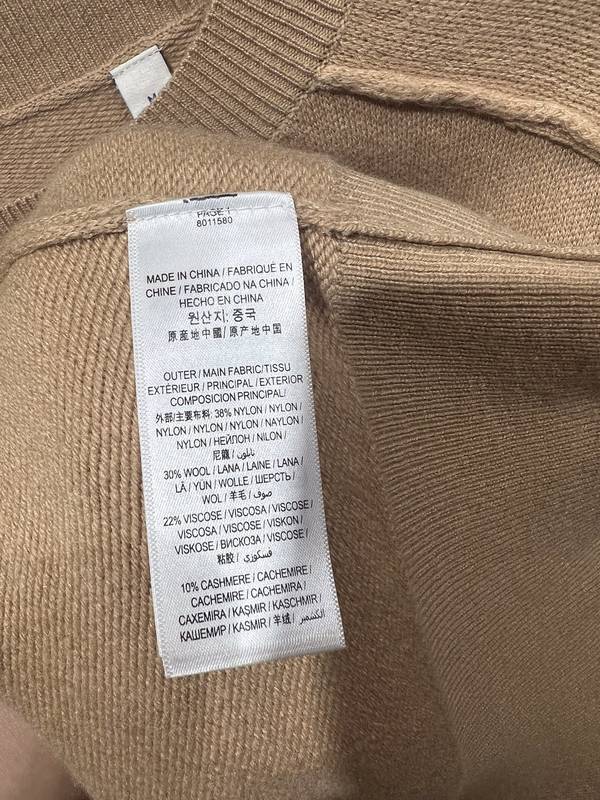 M
8011580
MADE IN CHINA / FABRIQUÉ EN
CHINE / FABRICADO NA CHINA /
HECHO EN CHINA
원산지: 중국
原産地中國/ 原产地中国
OUTER / MAIN FABRIC/TISSU
EXTÉRIEUR / PRINCIPAL / EXTERIOR
COMPOSICION PRINCIPAL/
外部/主要布料: 38% NYLON / NYLON /
NYLON / NYLON / NYLON / NAYLON /
NYLON / НЕЙЛОН / NILON /
尼龍 / نايلون
30% WOOL / LANA / LAINE / LANA /
LÃ / YÜN / WOLLE / ШЕРСТЬ /
WOL / 羊毛 / صوف
22% VISCOSE / VISCOSA / VISCOSE /
VISCOSA / VISCOSE / VISKON /
VISKOSE / ВИСКОЗА / VISCOSE /
粘胶 / فسكوزي
10% CASHMERE / CACHEMIRE /
CACHEMIRE / CACHEMIRA /
CAXEMIRA / KAŞMIR / KASCHMIR /
КАШЕМИР / KASMIR / 羊绒 / الكشمير